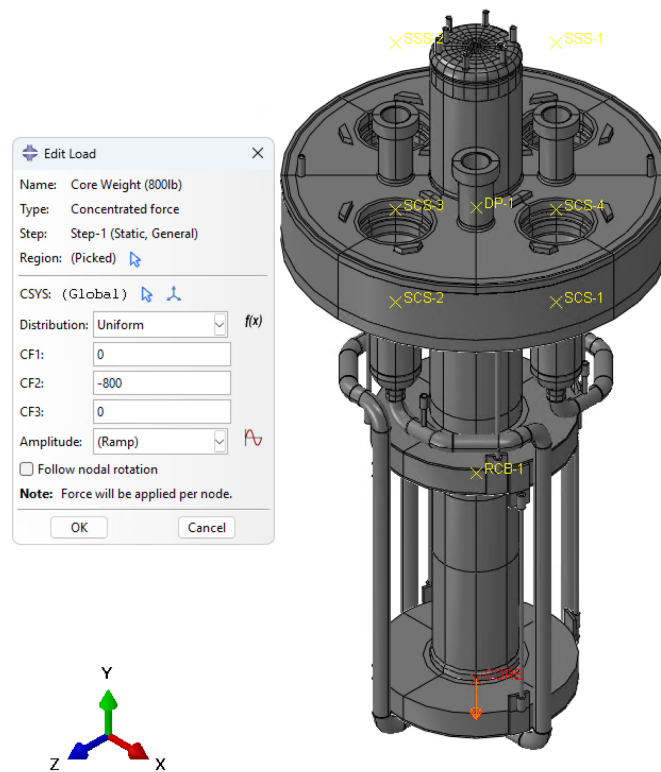 SSS-2
SSS-1
Edit Load
Name: Core Weight (800lb)
Type: Concentrated force
Step: Step-1 (Static, General)
Region: (Picked)
CSYS: (Global)
Distribution: Uniform f(x)
CF1: 0
CF2: -800
CF3: 0
Amplitude: (Ramp)
Follow nodal rotation
Note: Force will be applied per node.
OK Cancel
SCS-3
DP-1
SCS-4
SCS-2
SCS-1
RCB-1
Y
Z
X